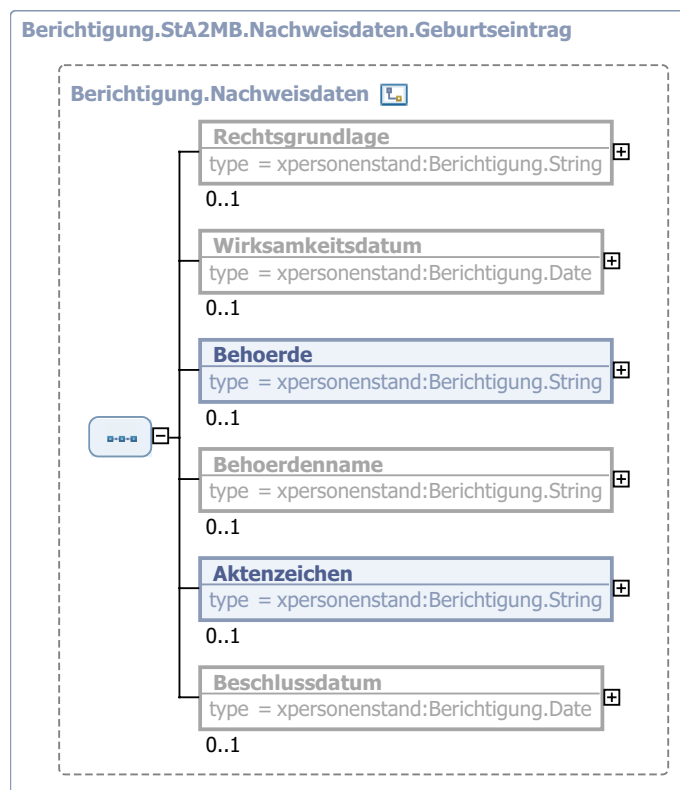 Berichtigung.StA2MB.Nachweisdaten.Geburtseintrag
Berichtigung.Nachweisdaten
Rechtsgrundlage
type = xpersonenstand:Berichtigung.String
0..1
Wirksamkeitsdatum
type = xpersonenstand:Berichtigung.Date
0..1
Behoerde
type = xpersonenstand:Berichtigung.String
0..1
Behoerdenname
type = xpersonenstand:Berichtigung.String
0..1
Aktenzeichen
type = xpersonenstand:Berichtigung.String
0..1
Beschlussdatum
type = xpersonenstand:Berichtigung.Date
0..1